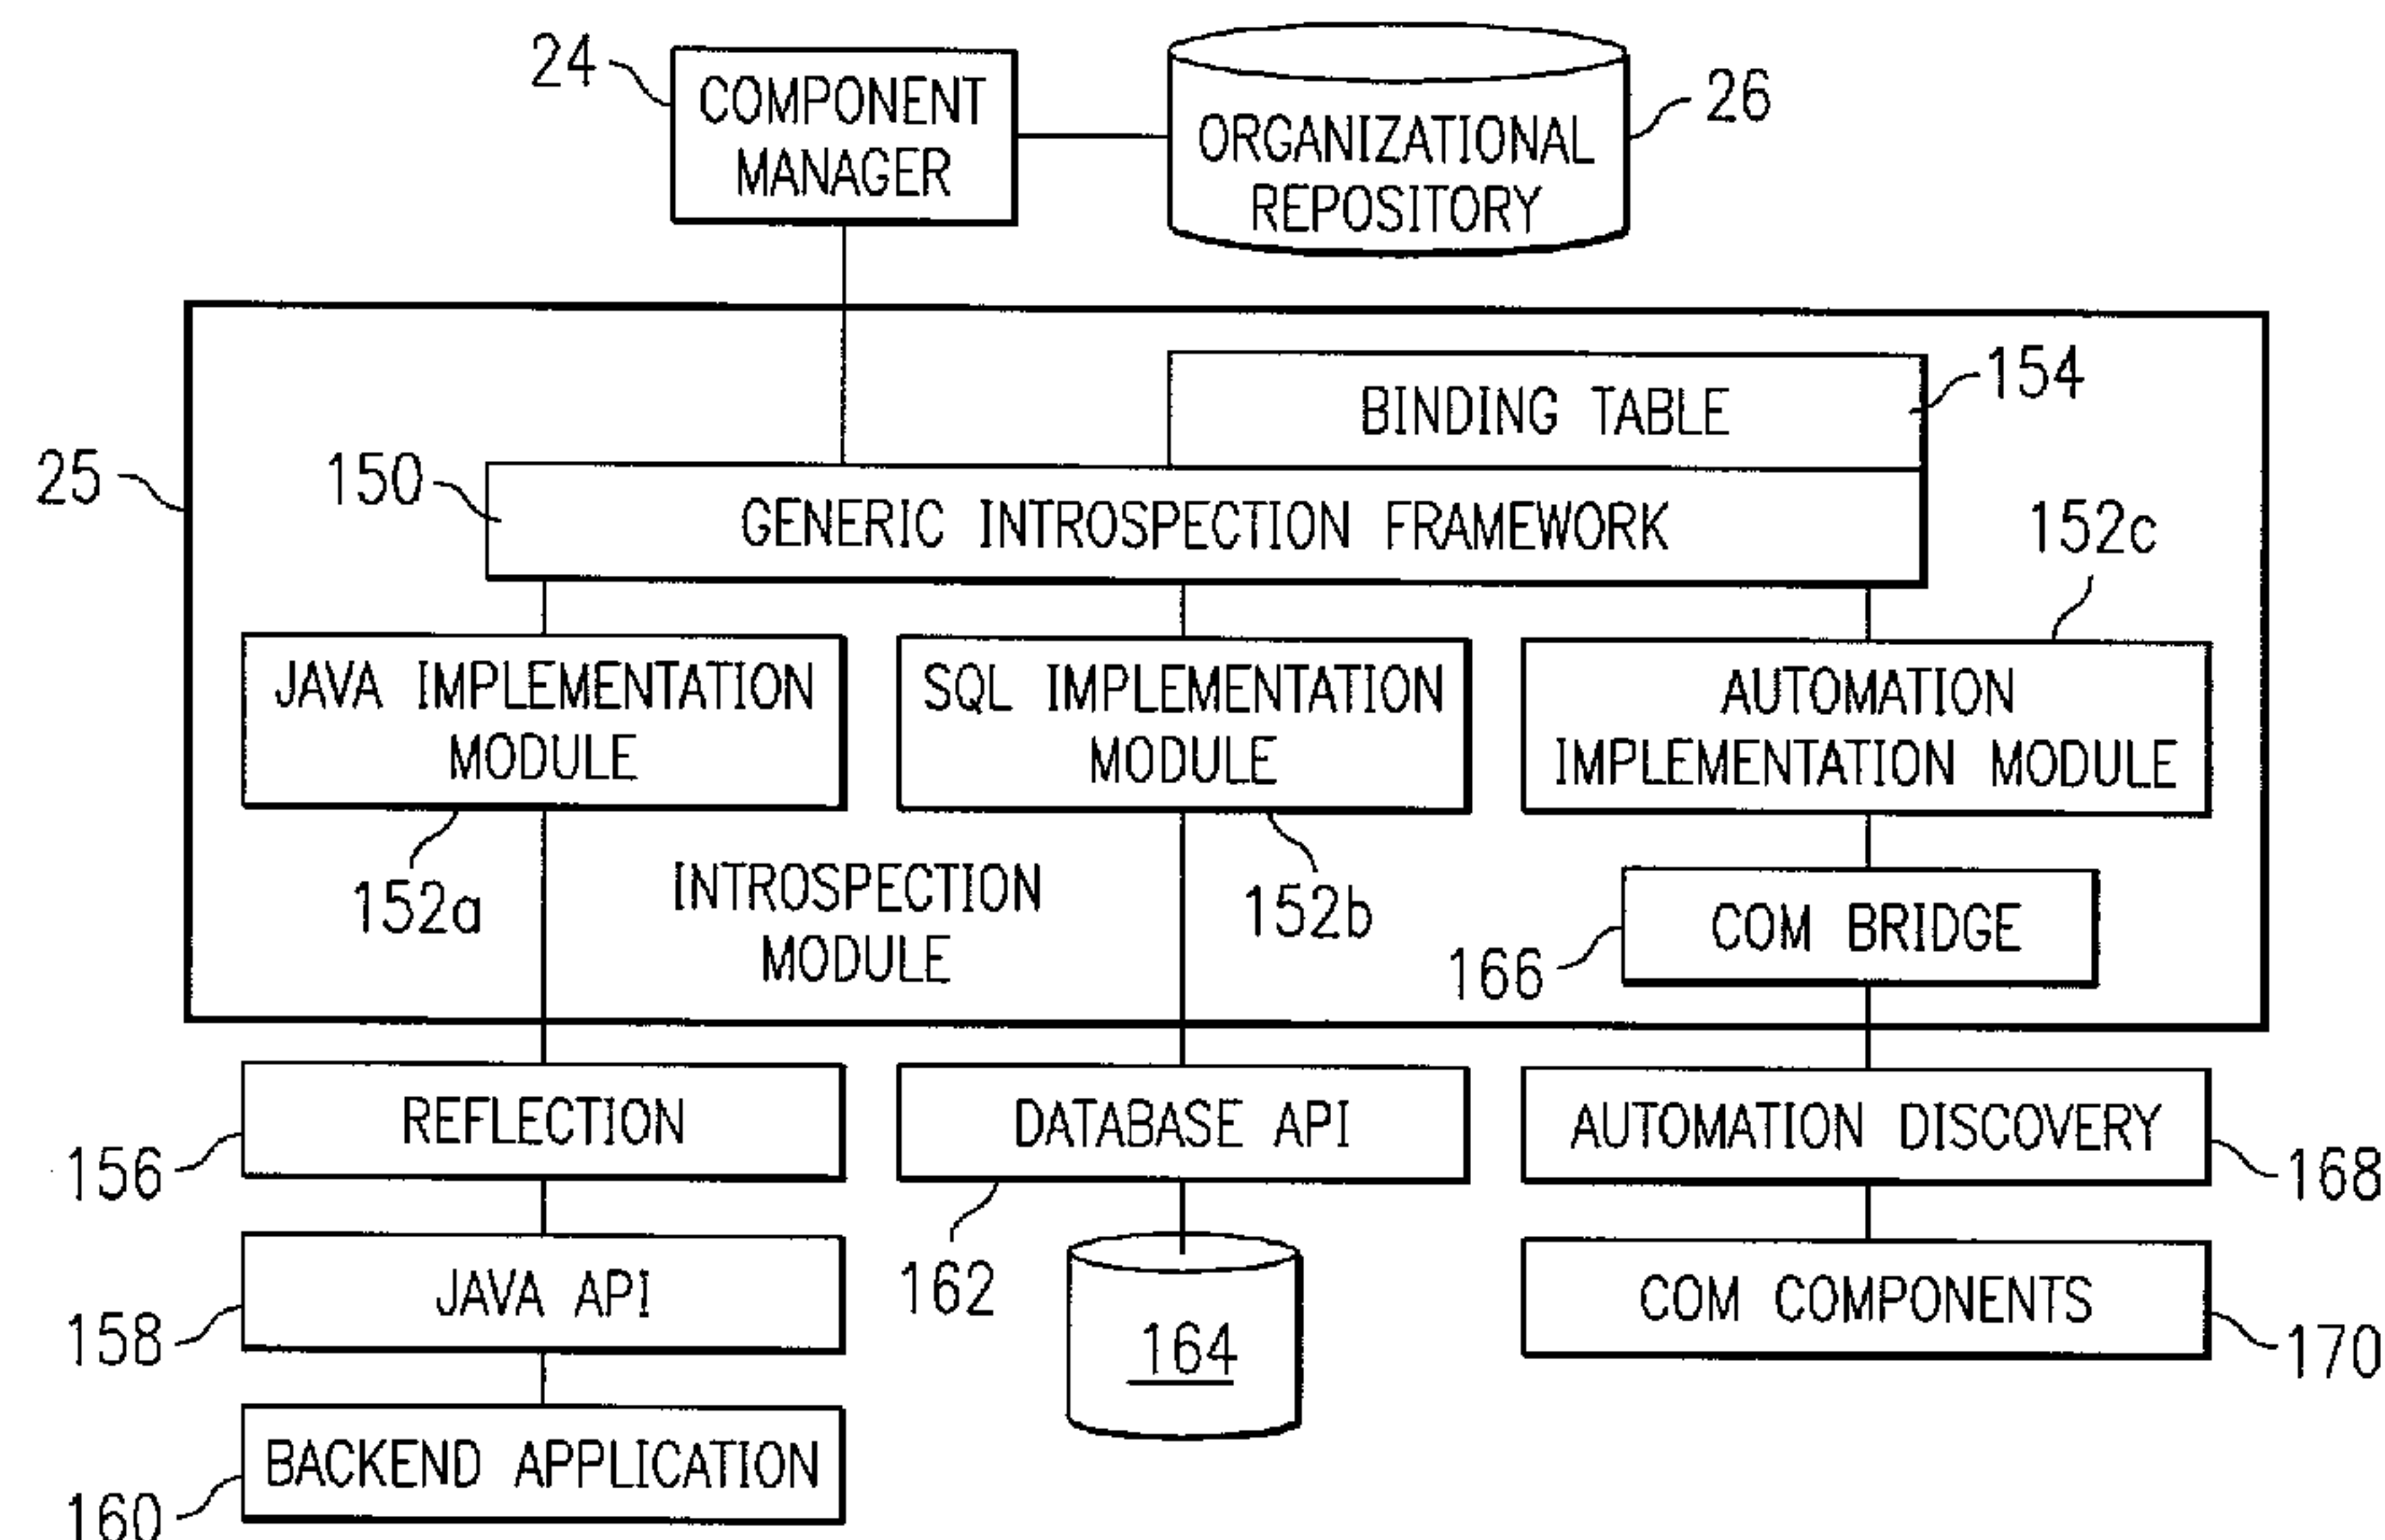 24
COMPONENT
MANAGER
ORGANIZATIONAL
REPOSITORY
26
BINDING TABLE
154
25
150
GENERIC INTROSPECTION FRAMEWORK
152c
JAVA IMPLEMENTATION
MODULE
SQL IMPLEMENTATION
MODULE
AUTOMATION
IMPLEMENTATION MODULE
152a
INTROSPECTION
MODULE
152b
COM BRIDGE
166
REFLECTION
156
DATABASE API
AUTOMATION DISCOVERY
168
JAVA API
158
162
164
COM COMPONENTS
170
BACKEND APPLICATION
160